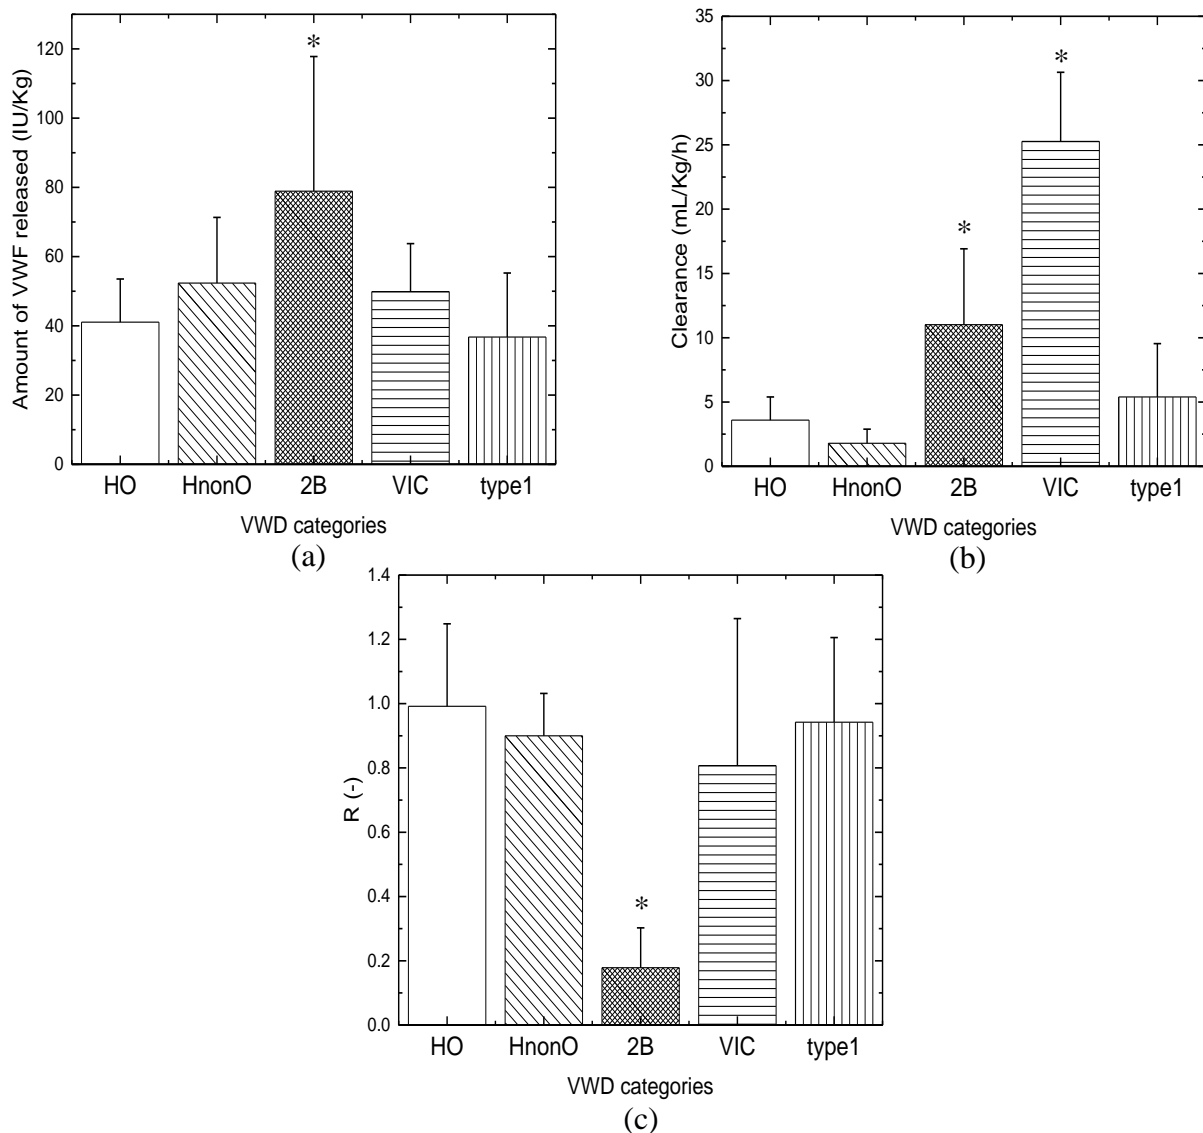 Amount of VWF released (IU/Kg)
120
100
80
60
40
20
0
*
HO HnonO 2B VIC type1
VWD categories
(a)
Clearance (mL/Kg/h)
35
30
25
20
15
10
5
0
*
*
HO HnonO 2B VIC type1
VWD categories
(b)
R (-)
1.4
1.2
1.0
0.8
0.6
0.4
0.2
0.0
*
HO HnonO 2B VIC type1
VWD categories
(c)